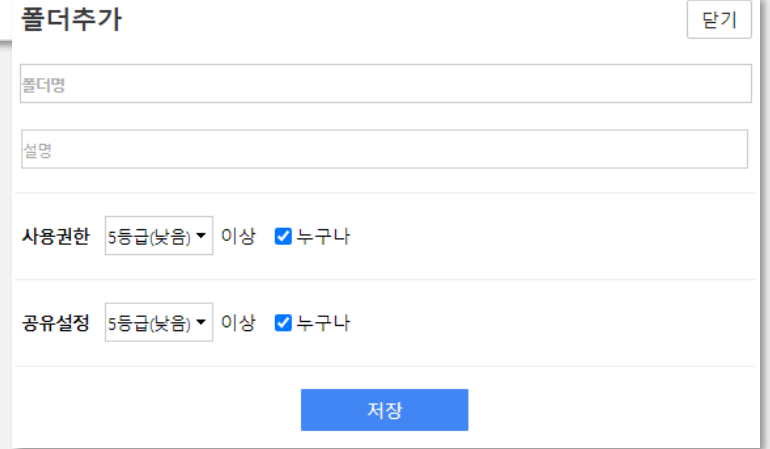 폴더추가 닫기
폴더명
설명
사용권한 5등급(낮음) 이상 누구나
공유설정 5등급(낮음) 이상 누구나
저장